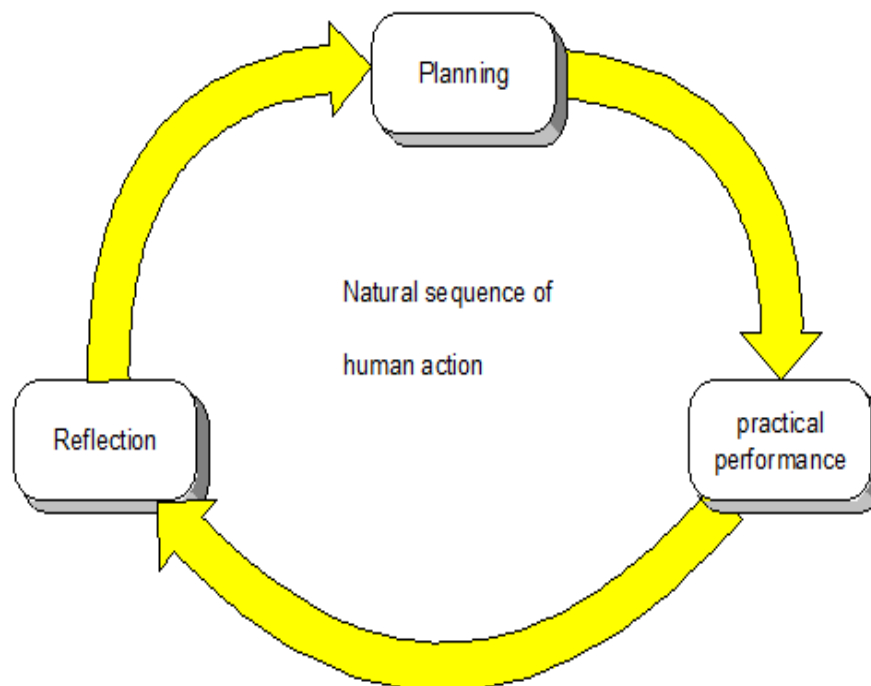 Planning
Natural sequence of
human action
Reflection
practical
performance